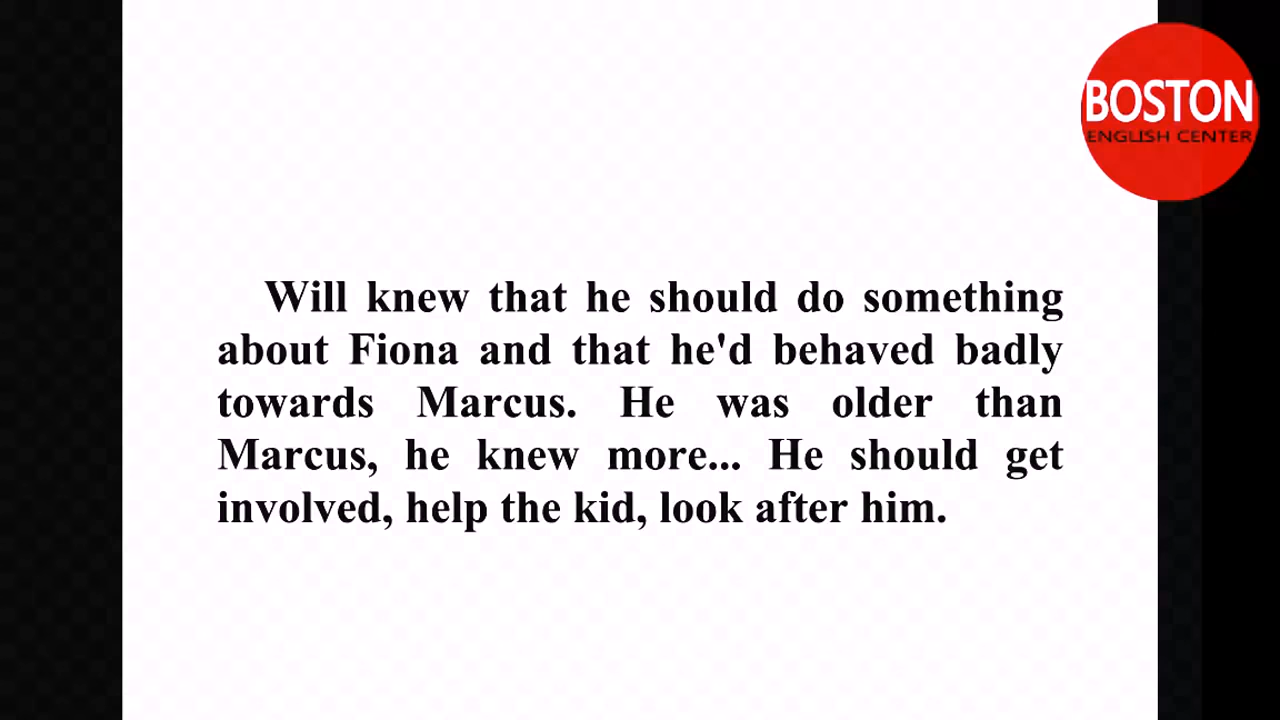 BOSTON
ENGLISH CENTER
Will knew that he should do something
about Fiona and that he'd behaved badly
towards Marcus. He was older than
Marcus, he knew more... He should get
involved, help the kid, look after him.